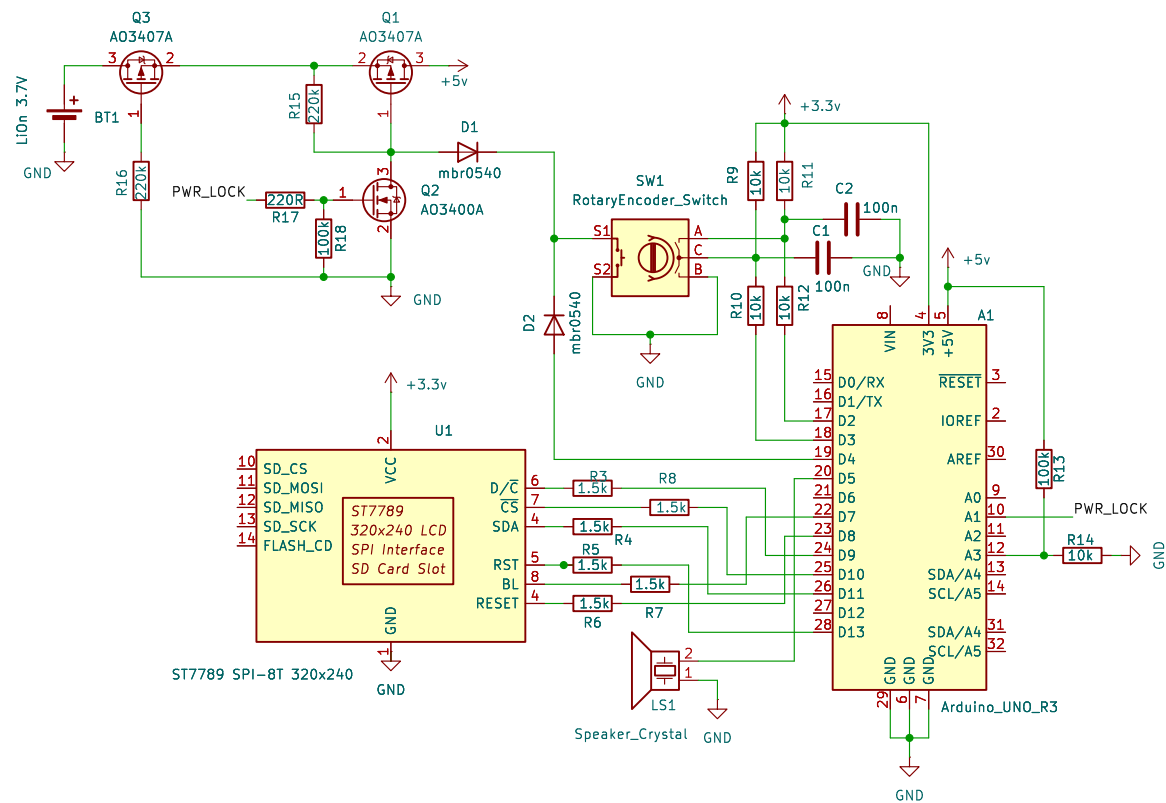 Q3
AO3407A
3
2
1
Q1
AO3407A
2
3
1
+5v
LiOn 3.7V
+
BT1
GND
R15
220k
R16
220k
PWR_LOCK
220R
R17
100k
R18
1
3
2
Q2
AO3400A
GND
D1
mbr0540
D2
mbr0540
SW1
RotaryEncoder_Switch
S1
S2
A
C
B
GND
+3.3v
R9
10k
10k
R11
C2
100n
C1
100n
GND
R10
10k
10k
R12
+5v
A1
8
4
5
VIN
3V3
+5V
15
D0/RX
16
D1/TX
17
D2
18
D3
19
D4
20
D5
21
D6
22
D7
23
D8
24
D9
25
D10
26
D11
27
D12
28
D13
RESET
3
IOREF
2
AREF
30
A0
9
A1
10
A2
11
A3
12
SDA/A4
13
SCL/A5
14
SDA/A4
31
SCL/A5
32
GND
GND
GND
29
6
7
Arduino_UNO_R3
GND
100k
R13
PWR_LOCK
R14
10k
GND
+3.3v
U1
2
VCC
10
SD_CS
11
SD_MOSI
12
SD_MISO
13
SD_SCK
14
FLASH_CD
ST7789
320x240 LCD
SPI Interface
SD Card Slot
D/C
6
CS
7
SDA
4
RST
5
BL
8
RESET
4
GND
1
ST7789 SPI-8T 320x240
GND
R3
1.5k
R8
1.5k
1.5k
R4
R5
1.5k
1.5k
R7
1.5k
R6
2
1
LS1
Speaker_Crystal
GND